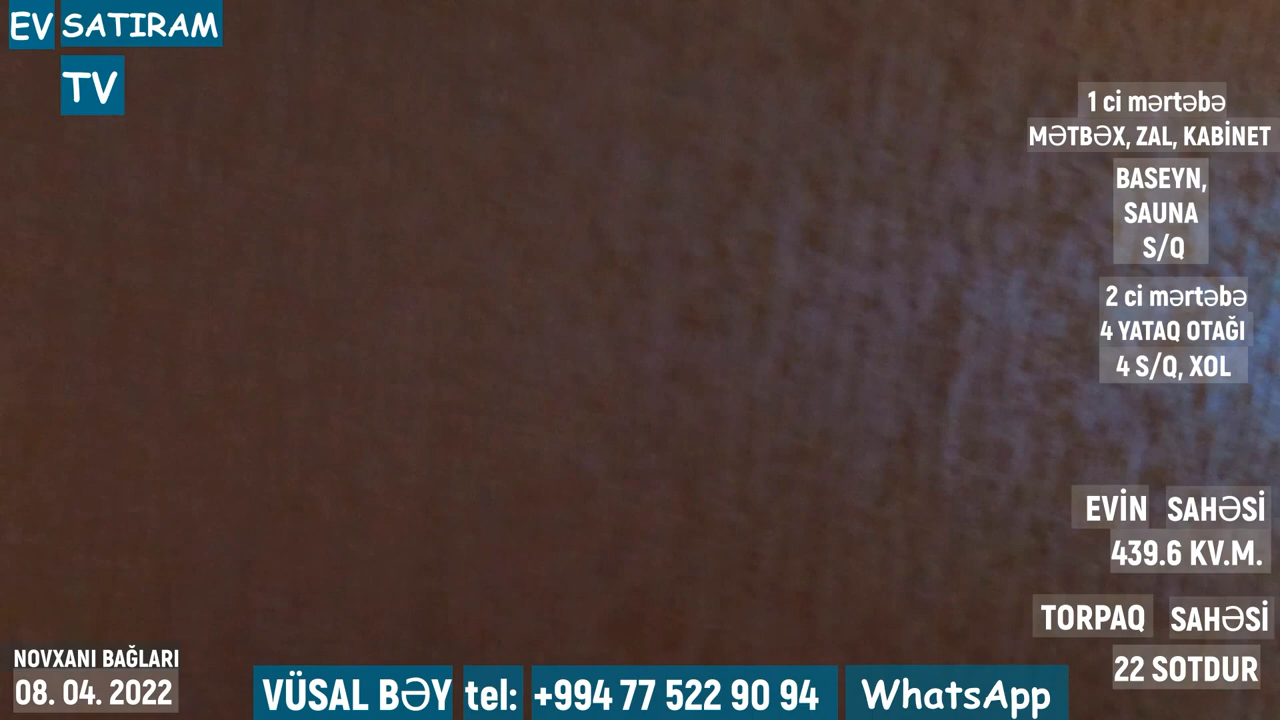 EV SATIRAM
TV
1 ci mərtəbə
MƏTBƏX, ZAL, KABİNET
BASEYN,
SAUNA
S/Q
2 ci mərtəbə
4 YATAQ OTAĞI
4 S/Q, XOL
EVİN SAHƏSİ
439.6 KV.M.
TORPAQ SAHƏSİ
22 SOTDUR
NOVXANI BAĞLARI
08. 04. 2022
VÜSAL BƏY tel: +994 77 522 90 94 WhatsApp